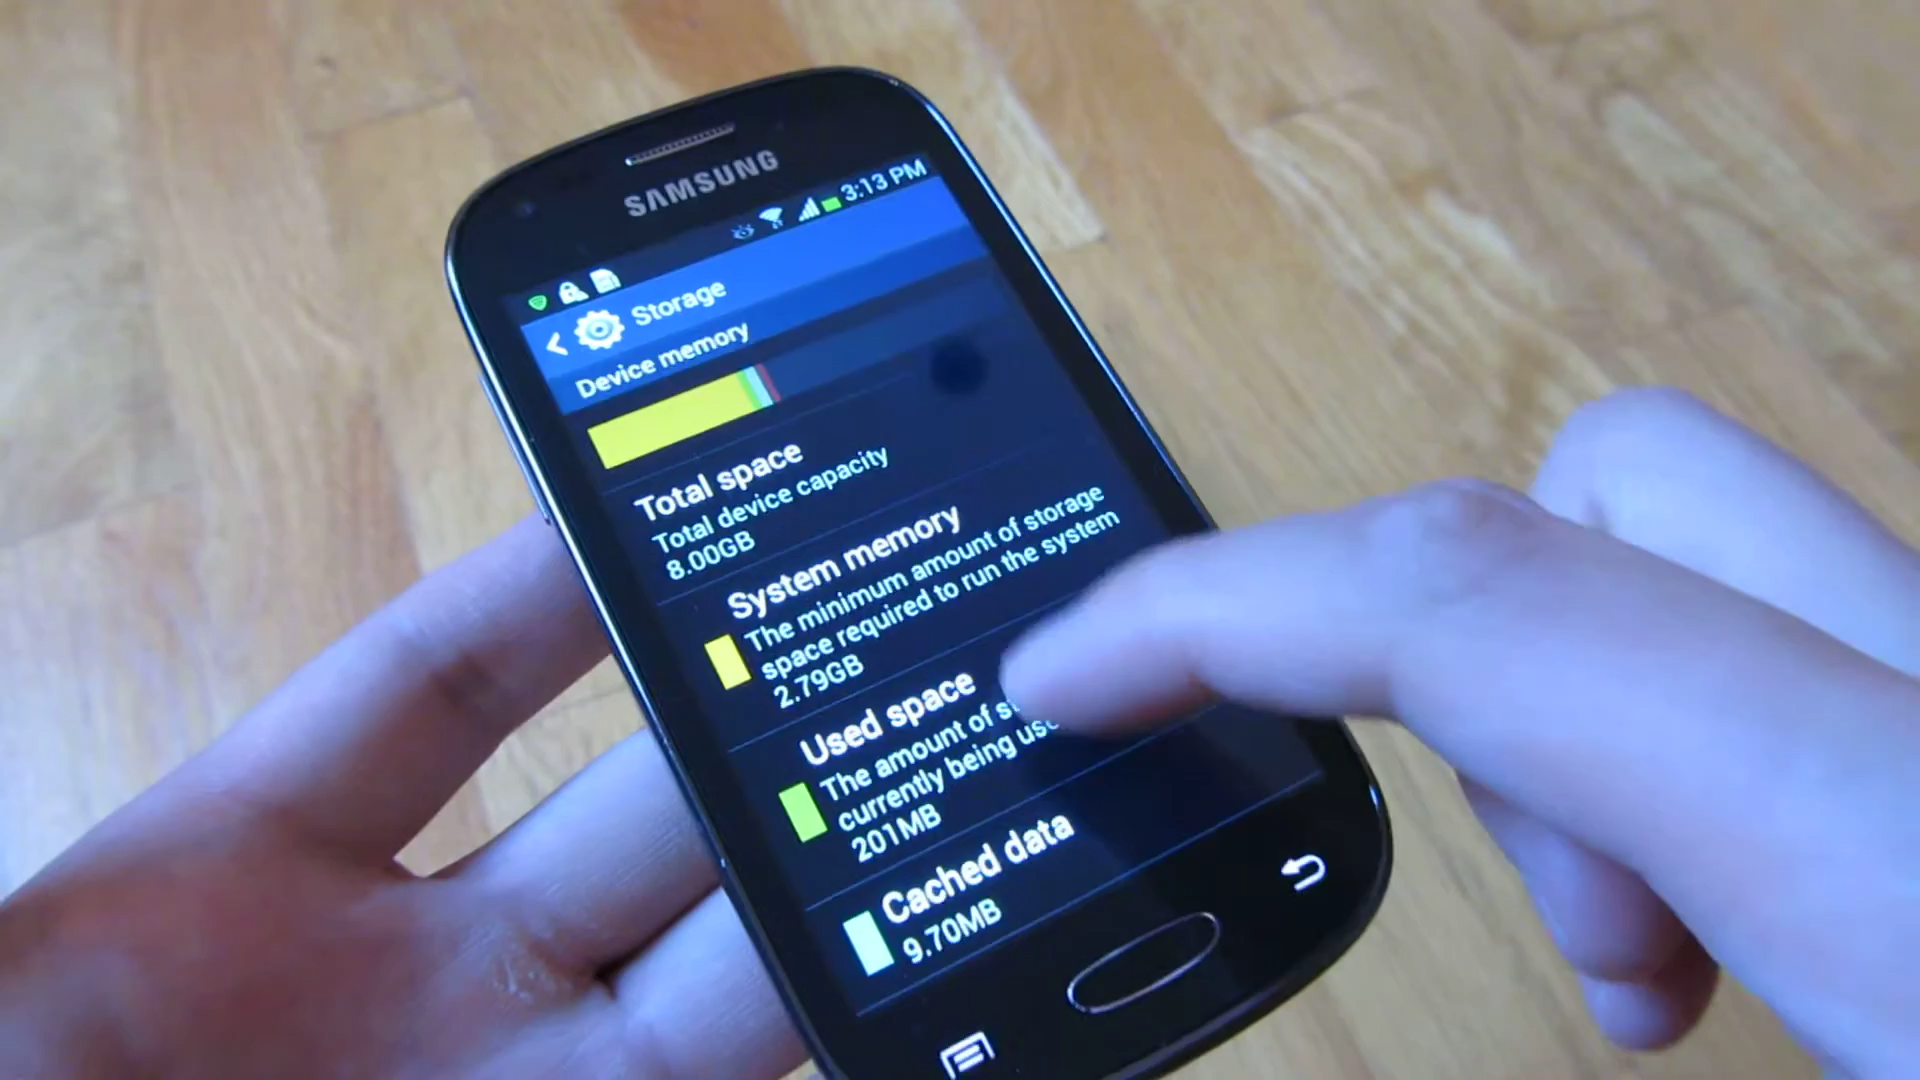 SAMSUNG
3:13 PM
Storage
Device memory
Total space
Total device capacity
8.00GB
System memory
The minimum amount of storage
space required to run the system
2.79GB
Used space
The amount of
currently being
201MB
Cached data
9.70MB